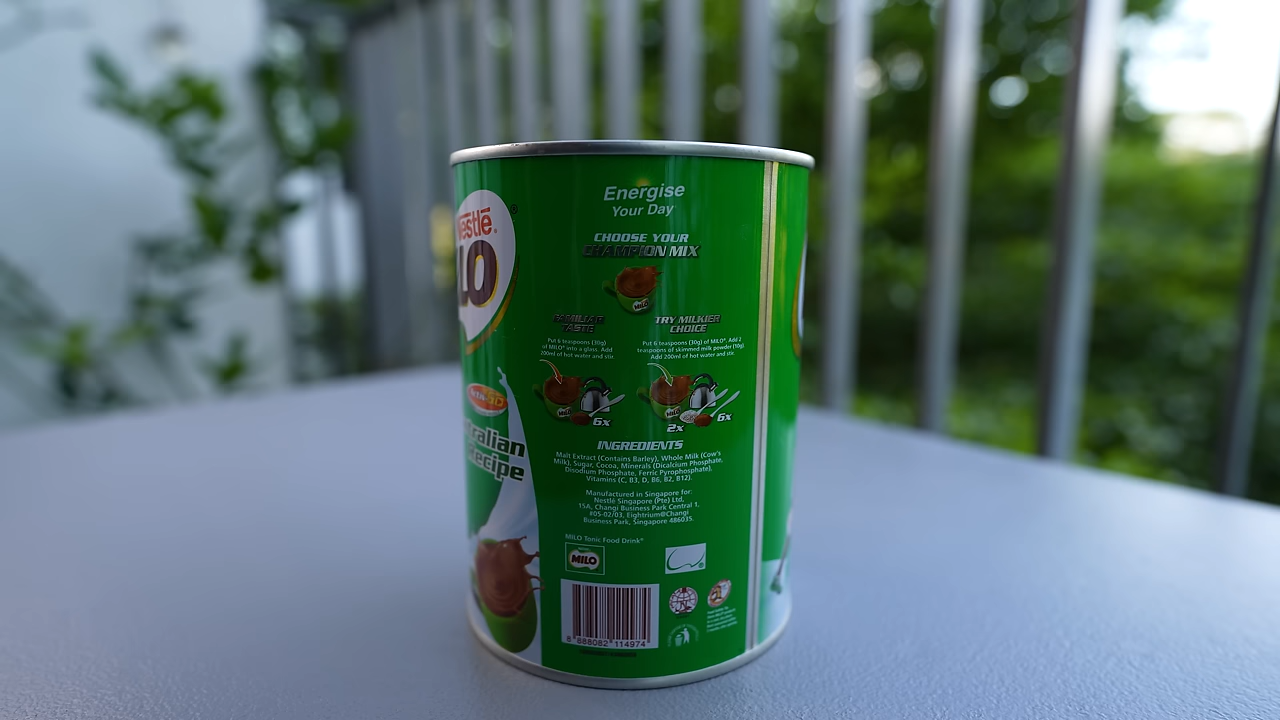 Nestlé
LO
Energise
Your Day
CHOOSE YOUR
CHAMPION MIX
MILO
FAMILIAR
TASTE
Put 6 teaspoons (30g)
of MILO® into a glass. Add
200ml of hot water and stir.
TRY MILKIER
CHOICE
Put 6 teaspoons (30g) of MILO®. Add 2
teaspoons of skimmed milk powder (10g)
Add 200ml of hot water and stir.
6x
2x
6x
tralian
recipe
INGREDIENTS
Malt Extract (Contains Barley), Whole Milk (Cow's
Milk), Sugar, Cocoa, Minerals (Dicalcium Phosphate,
Disodium Phosphate, Ferric Pyrophosphate),
Vitamins (C, B3, D, B6, B2, B12).
Manufactured in Singapore for:
Nestlé Singapore (Pte) Ltd,
15A, Changi Business Park Central 1,
#05-02/03, Eightrium@Changi
Business Park, Singapore 486035.
MILO Tonic Food Drink®
MILO
8 888082 114974